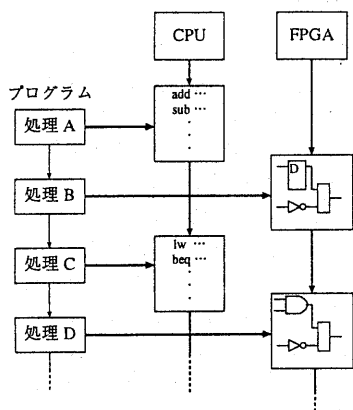 CPU
FPGA
プログラム
add …
sub …
処理 A
D
処理 B
lw …
beq …
処理 C
処理 D